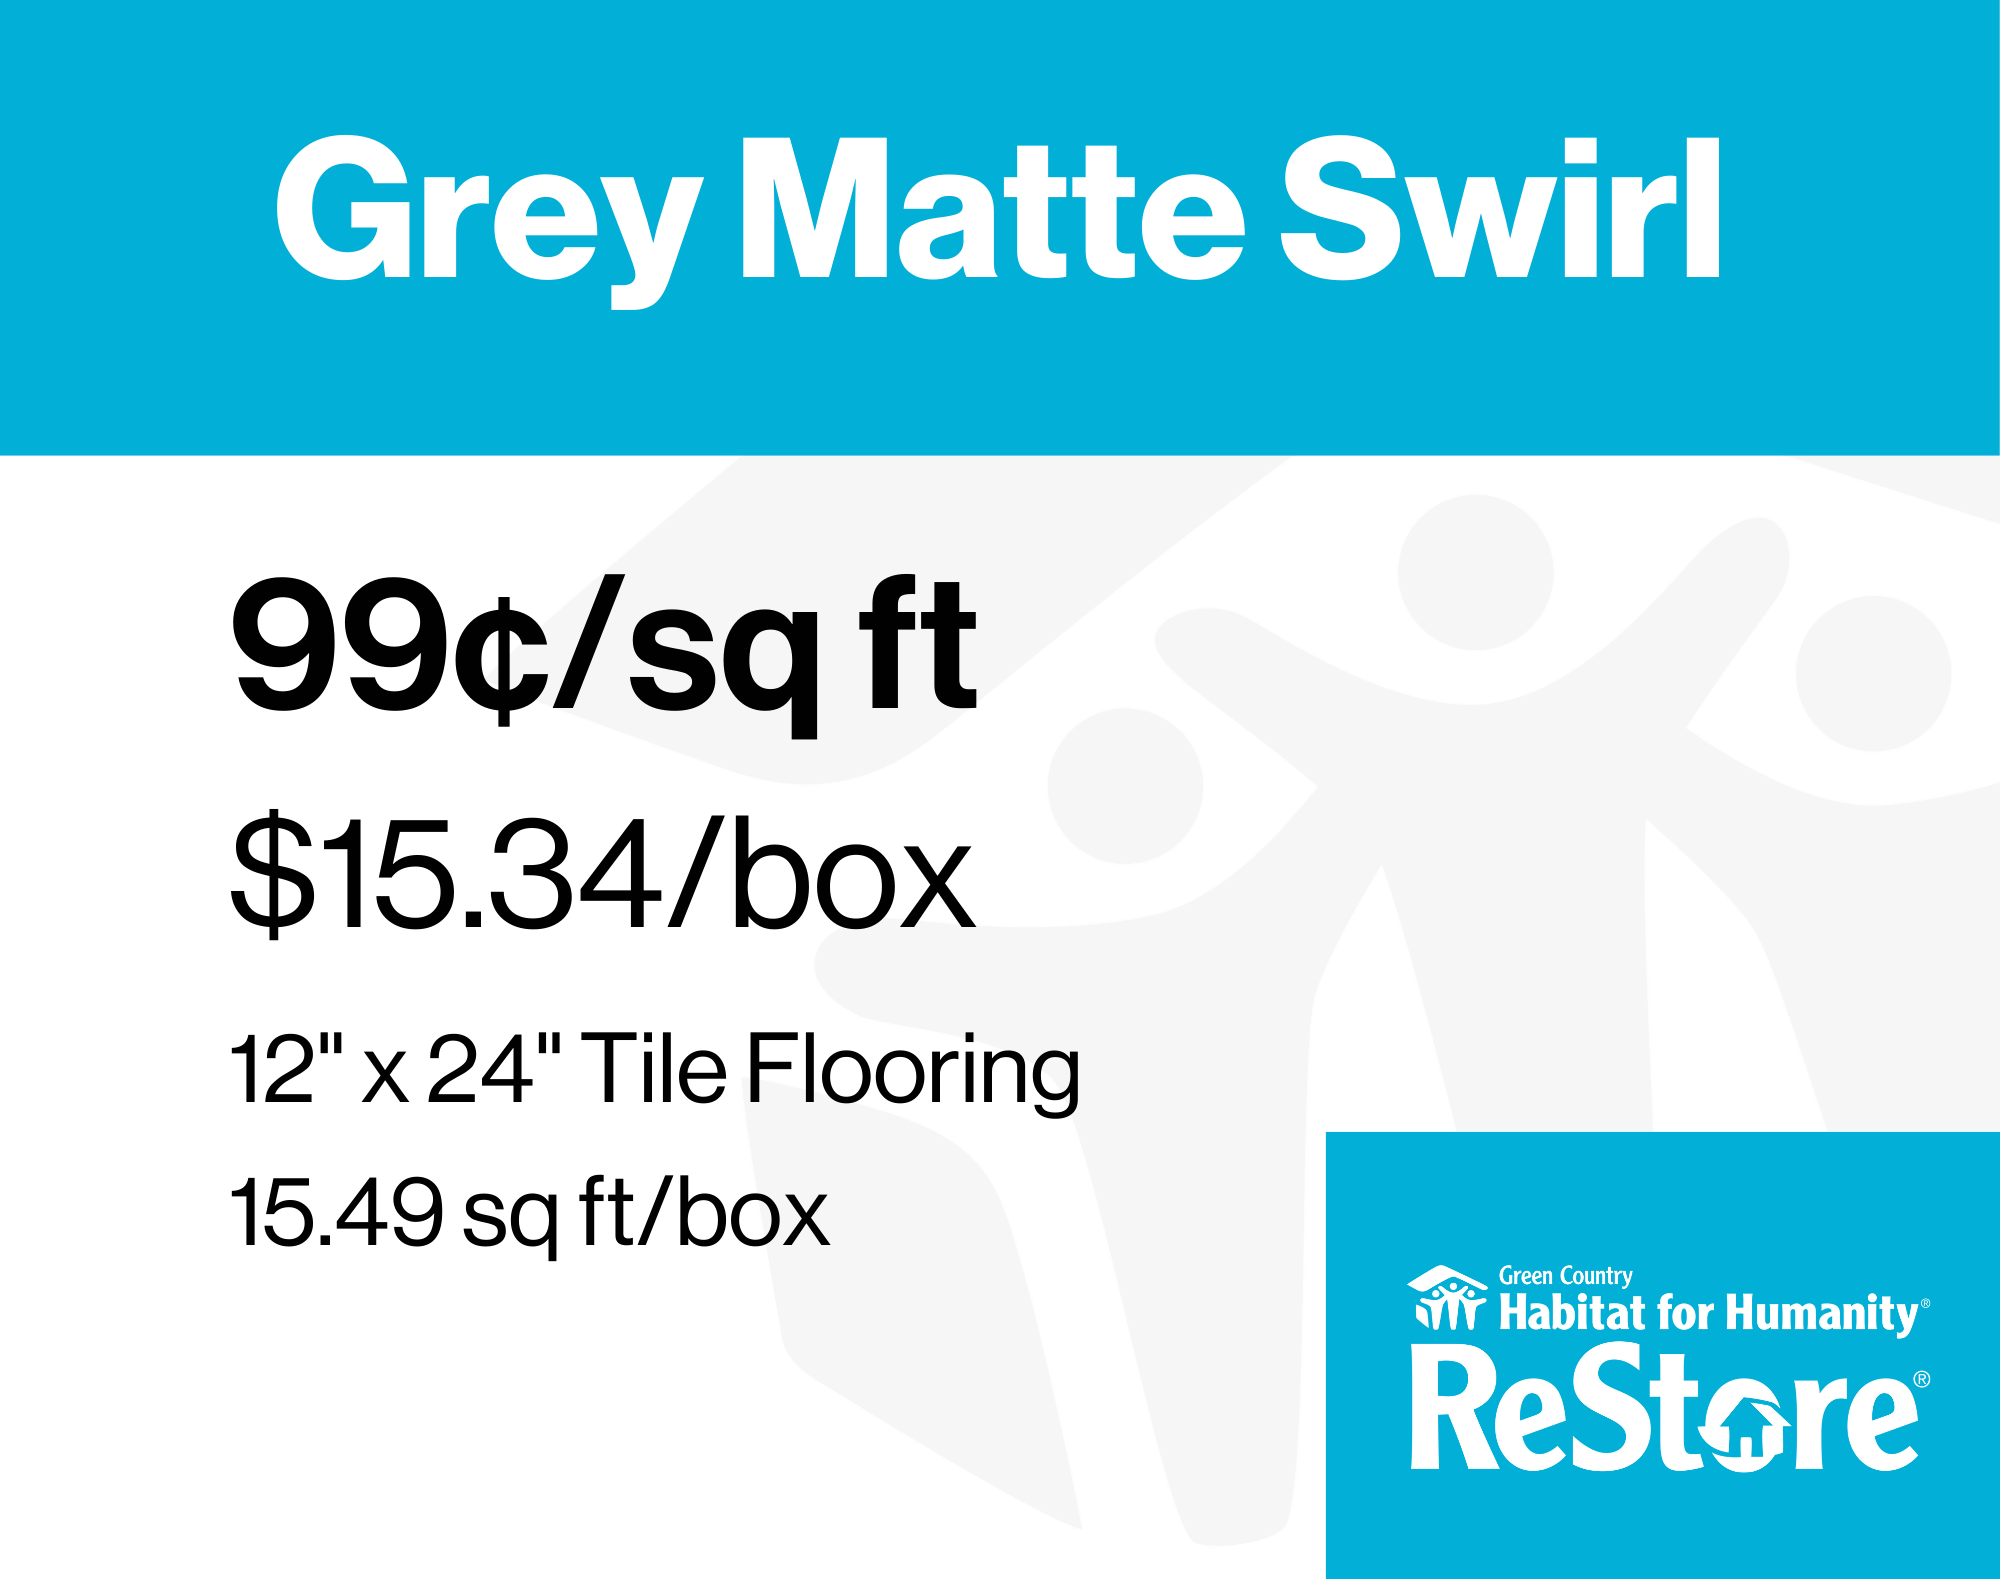 Grey Matte Swirl
99¢/sq ft
$15.34/box
12" x 24" Tile Flooring
15.49 sq ft/box
Green Country
Habitat for Humanity®
ReStore®